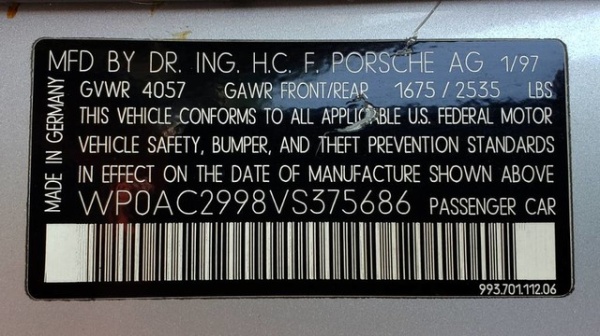 MFD BY DR. ING. H.C. F. PORSCHE AG 1/97
GVWR 4057 GAWR FRONT/REAR 1675 / 2535 LBS
THIS VEHICLE CONFORMS TO ALL APPLICABLE U.S. FEDERAL MOTOR
VEHICLE SAFETY, BUMPER, AND THEFT PREVENTION STANDARDS
IN EFFECT ON THE DATE OF MANUFACTURE SHOWN ABOVE
WP0AC2998VS375686 PASSENGER CAR
MADE IN GERMANY
993.701.112.06